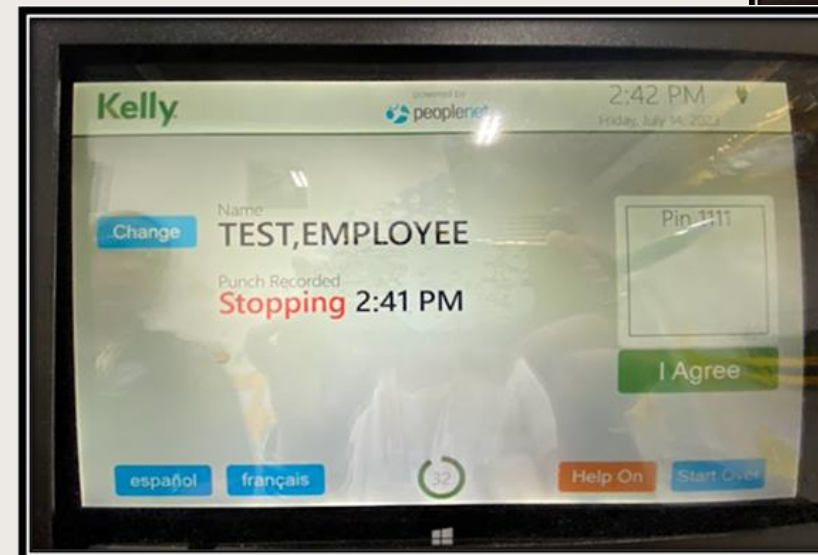 Kelly
powered by
peoplenet
2:42 PM
Friday, July 14, 2023
Name
Change
TEST,EMPLOYEE
Pin 1111
Punch Recorded
Stopping 2:41 PM
I Agree
español
français
32
Help On
Start Over